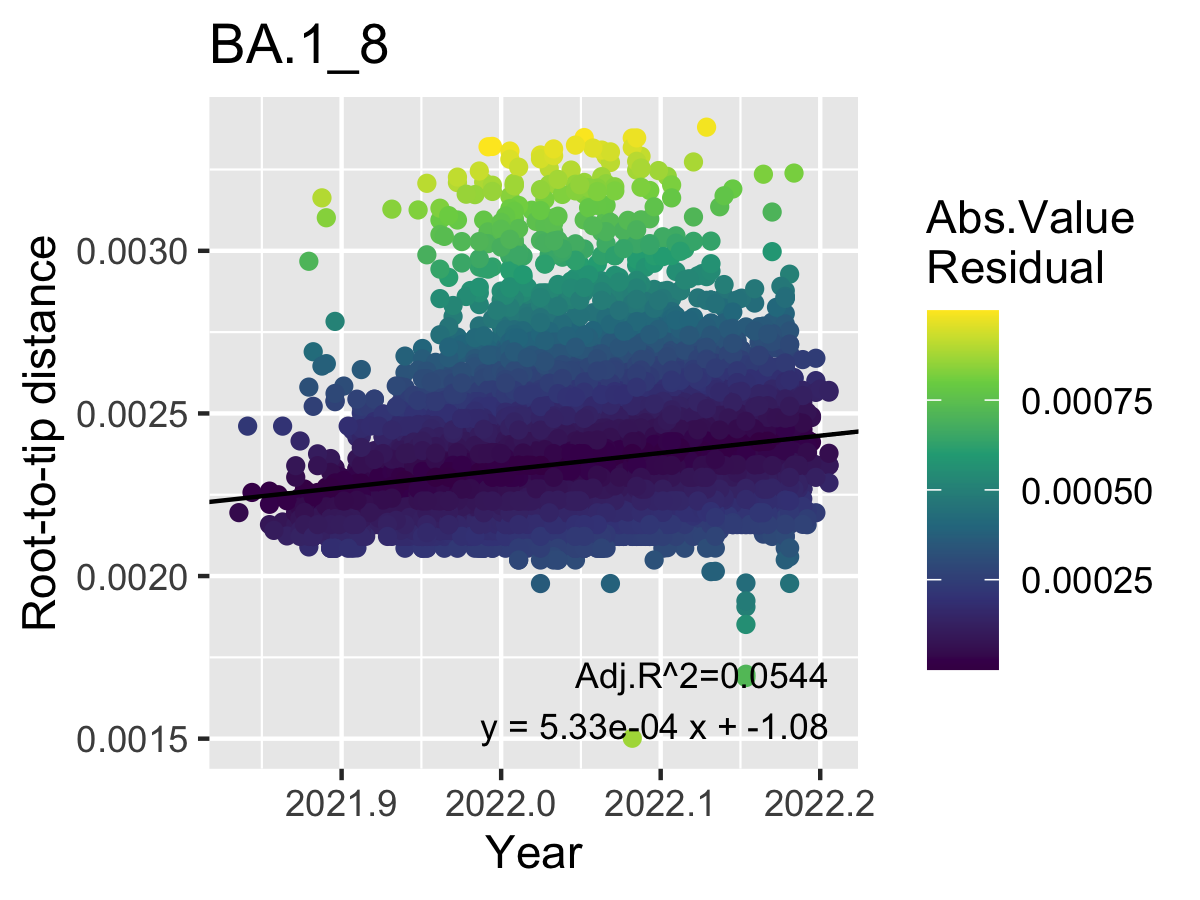 BA.1_8
Root-to-tip distance
0.0030
0.0025
0.0020
0.0015
Adj.R^2=0.0544
y = 5.33e-04 x + -1.08
2021.9 2022.0 2022.1 2022.2
Year
Abs.Value
Residual
0.00075
0.00050
0.00025